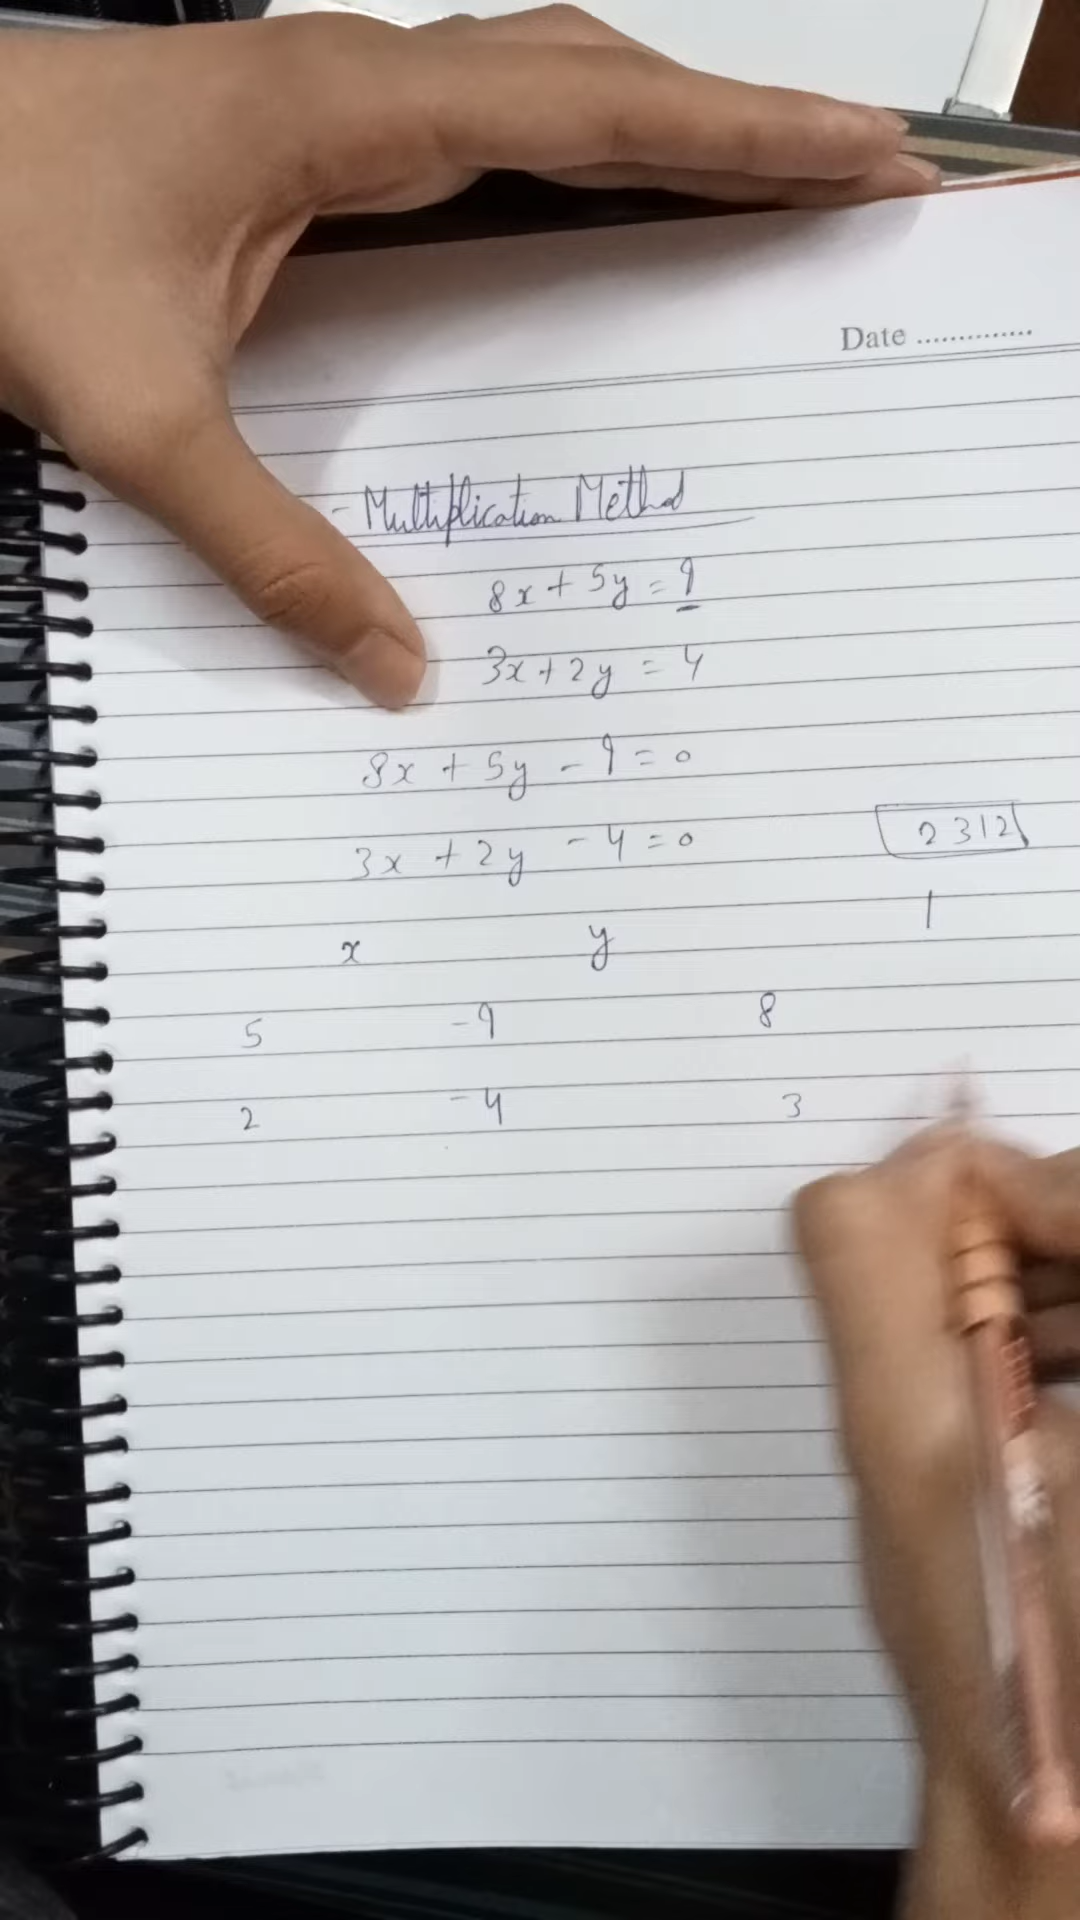 Date ..............
- Multiplication Method
8x + 5y = 9
3x + 2y = 4
8x + 5y - 9 = 0
3x + 2y - 4 = 0
2312
x y 1
5 -9 8
2 -4 3